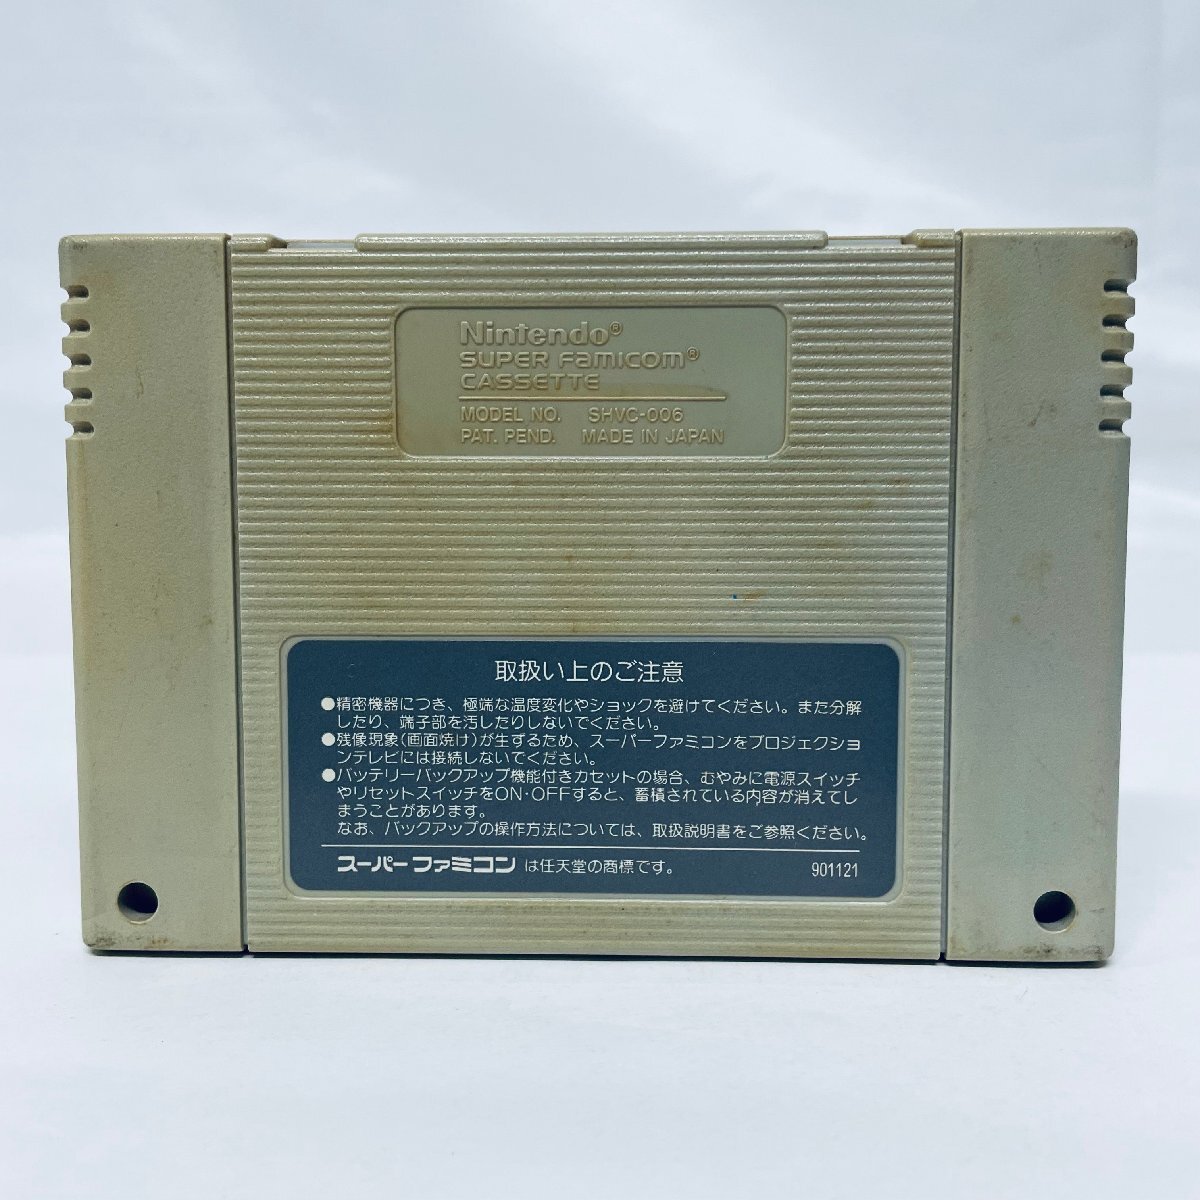 Nintendo®
SUPER FAMICOM®
CASSETTE
MODEL NO. SHVC-006
PAT. PEND. MADE IN JAPAN
取扱い上のご注意
●精密機器につき、極端な温度変化やショックを避けてください。また分解
したり、端子部を汚したりしないでください。
●残像現象(画面焼け)が生ずるため、スーパーファミコンをプロジェクショ
ンテレビには接続しないでください。
●バッテリーバックアップ機能付きカセットの場合、むやみに電源スイッチ
やリセットスイッチをON・OFFすると、蓄積されている内容が消えてし
まうことがあります。
なお、バックアップの操作方法については、取扱説明書をご参照ください。
スーパーファミコン は任天堂の商標です。 901121